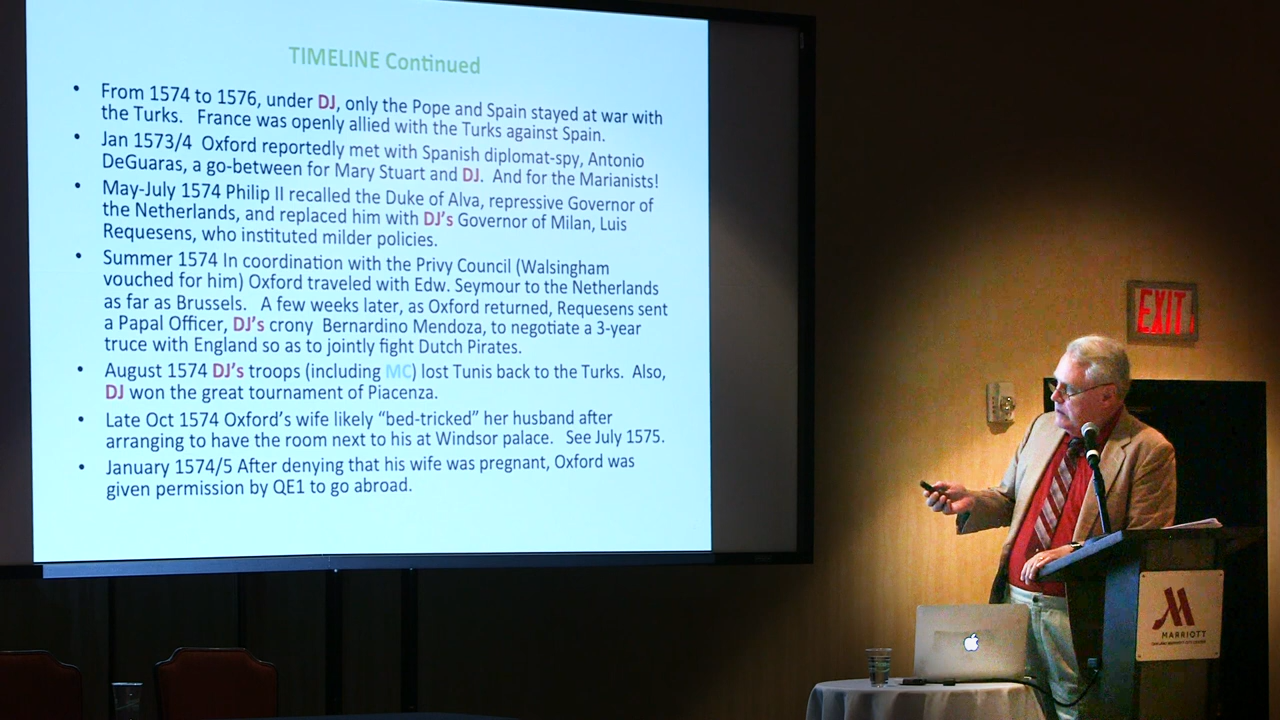 TIMELINE Continued
• From 1574 to 1576, under DJ, only the Pope and Spain stayed at war with
the Turks. France was openly allied with the Turks against Spain.
• Jan 1573/4 Oxford reportedly met with Spanish diplomat-spy, Antonio
DeGuaras, a go-between for Mary Stuart and DJ. And for the Marianists!
• May-July 1574 Philip II recalled the Duke of Alva, repressive Governor of
the Netherlands, and replaced him with DJ's Governor of Milan, Luis
Requesens, who instituted milder policies.
• Summer 1574 In coordination with the Privy Council (Walsingham
vouched for him) Oxford traveled with Edw. Seymour to the Netherlands
as far as Brussels. A few weeks later, as Oxford returned, Requesens sent
a Papal Officer, DJ's crony Bernardino Mendoza, to negotiate a 3-year
truce with England so as to jointly fight Dutch Pirates.
• August 1574 DJ's troops (including MC) lost Tunis back to the Turks. Also,
DJ won the great tournament of Piacenza.
• Late Oct 1574 Oxford's wife likely "bed-tricked" her husband after
arranging to have the room next to his at Windsor palace. See July 1575.
• January 1574/5 After denying that his wife was pregnant, Oxford was
given permission by QE1 to go abroad.
EXIT
MARRIOTT